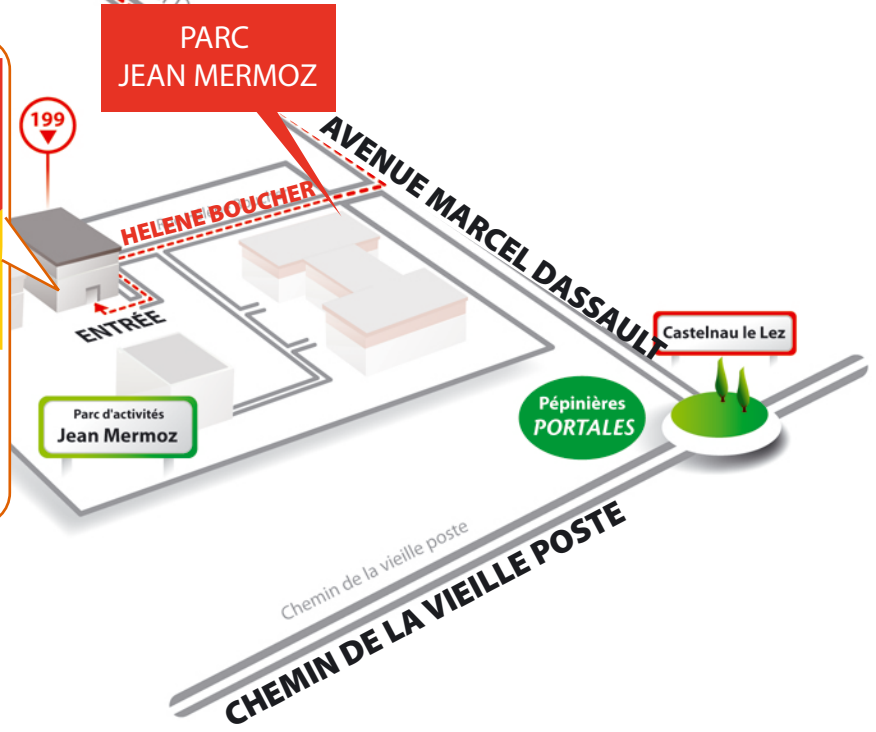 PARC
JEAN MERMOZ
199
AVENUE MARCEL DASSAULT
HELENE BOUCHER
ENTRÉE
Castelnau le Lez
Parc d'activités
Jean Mermoz
Pépinières
PORTALES
Chemin de la vieille poste
CHEMIN DE LA VIEILLE POSTE